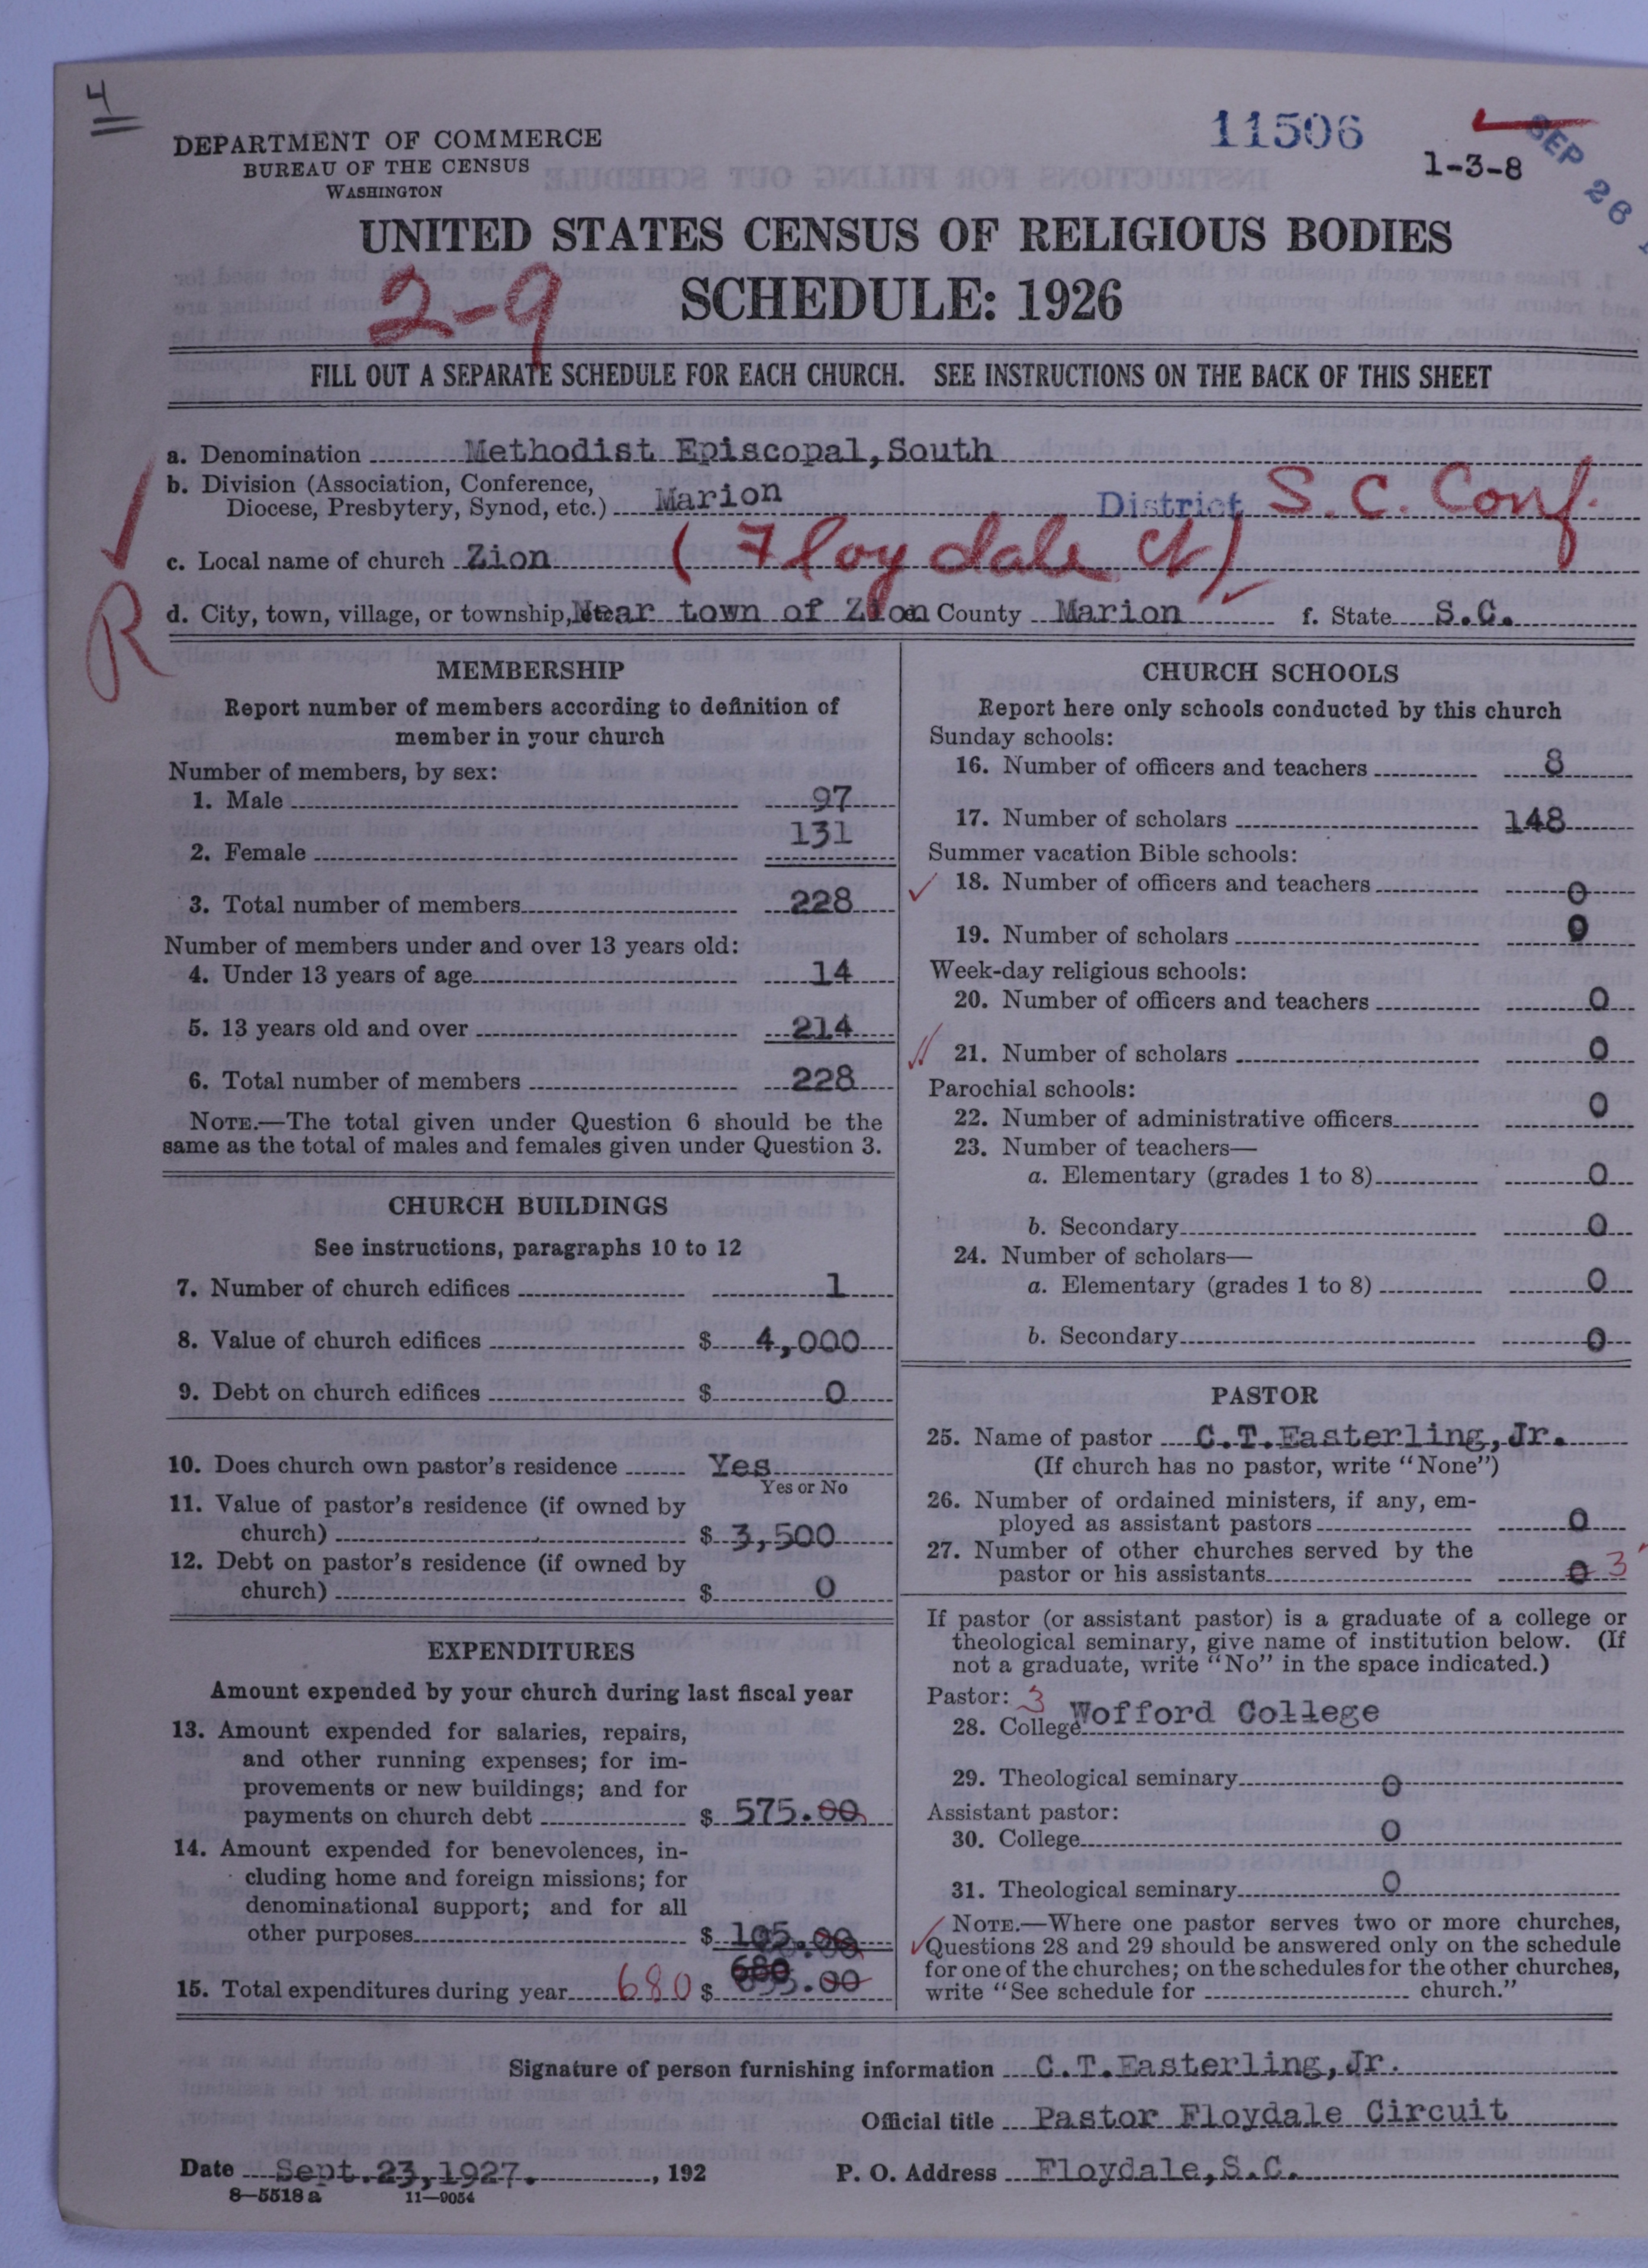 4
DEPARTMENT OF COMMERCE
BUREAU OF THE CENSUS
WASHINGTON
11506
1-3-8
SEP 26
UNITED STATES CENSUS OF RELIGIOUS BODIES
2-9
SCHEDULE: 1926
FILL OUT A SEPARATE SCHEDULE FOR EACH CHURCH. SEE INSTRUCTIONS ON THE BACK OF THIS SHEET
a. Denomination Methodist Episcopal, South
b. Division (Association, Conference,
Diocese, Presbytery, Synod, etc.) Marion District S.C. Conf.
c. Local name of church Zion (Floydale Ct)
R
d. City, town, village, or township, etc. Near town of Zion e. County Marion f. State S.C.
MEMBERSHIP
Report number of members according to definition of
member in your church
Number of members, by sex:
1. Male 97
2. Female 131
3. Total number of members 228
Number of members under and over 13 years old:
4. Under 13 years of age 14
5. 13 years old and over 214
6. Total number of members 228
NOTE.—The total given under Question 6 should be the
same as the total of males and females given under Question 3.
CHURCH BUILDINGS
See instructions, paragraphs 10 to 12
7. Number of church edifices 1
8. Value of church edifices $ 4,000
9. Debt on church edifices $ 0
10. Does church own pastor's residence Yes
Yes or No
11. Value of pastor's residence (if owned by
church) $ 3,500
12. Debt on pastor's residence (if owned by
church) $ 0
EXPENDITURES
Amount expended by your church during last fiscal year
13. Amount expended for salaries, repairs,
and other running expenses; for im-
provements or new buildings; and for
payments on church debt $ 575.00
14. Amount expended for benevolences, in-
cluding home and foreign missions; for
denominational support; and for all
other purposes $ 105.00
680
15. Total expenditures during year 680 $ .00
CHURCH SCHOOLS
Report here only schools conducted by this church
Sunday schools:
16. Number of officers and teachers 8
17. Number of scholars 148
Summer vacation Bible schools:
18. Number of officers and teachers 0
19. Number of scholars 0
Week-day religious schools:
20. Number of officers and teachers 0
21. Number of scholars 0
Parochial schools:
22. Number of administrative officers 0
23. Number of teachers—
a. Elementary (grades 1 to 8) 0
b. Secondary 0
24. Number of scholars—
a. Elementary (grades 1 to 8) 0
b. Secondary 0
PASTOR
25. Name of pastor C.T.Easterling, Jr.
(If church has no pastor, write "None")
26. Number of ordained ministers, if any, em-
ployed as assistant pastors 0
27. Number of other churches served by the
pastor or his assistants 0 3
If pastor (or assistant pastor) is a graduate of a college or
theological seminary, give name of institution below. (If
not a graduate, write "No" in the space indicated.)
Pastor: 3
28. College Wofford College
29. Theological seminary 0
Assistant pastor:
30. College 0
31. Theological seminary 0
NOTE.—Where one pastor serves two or more churches,
Questions 28 and 29 should be answered only on the schedule
for one of the churches; on the schedules for the other churches,
write "See schedule for church."
Signature of person furnishing information C.T.Easterling, Jr.
Official title Pastor Floydale Circuit
Date Sept.23,1927. , 192
P. O. Address Floydale, S.C.
8—5518 a 11—9054